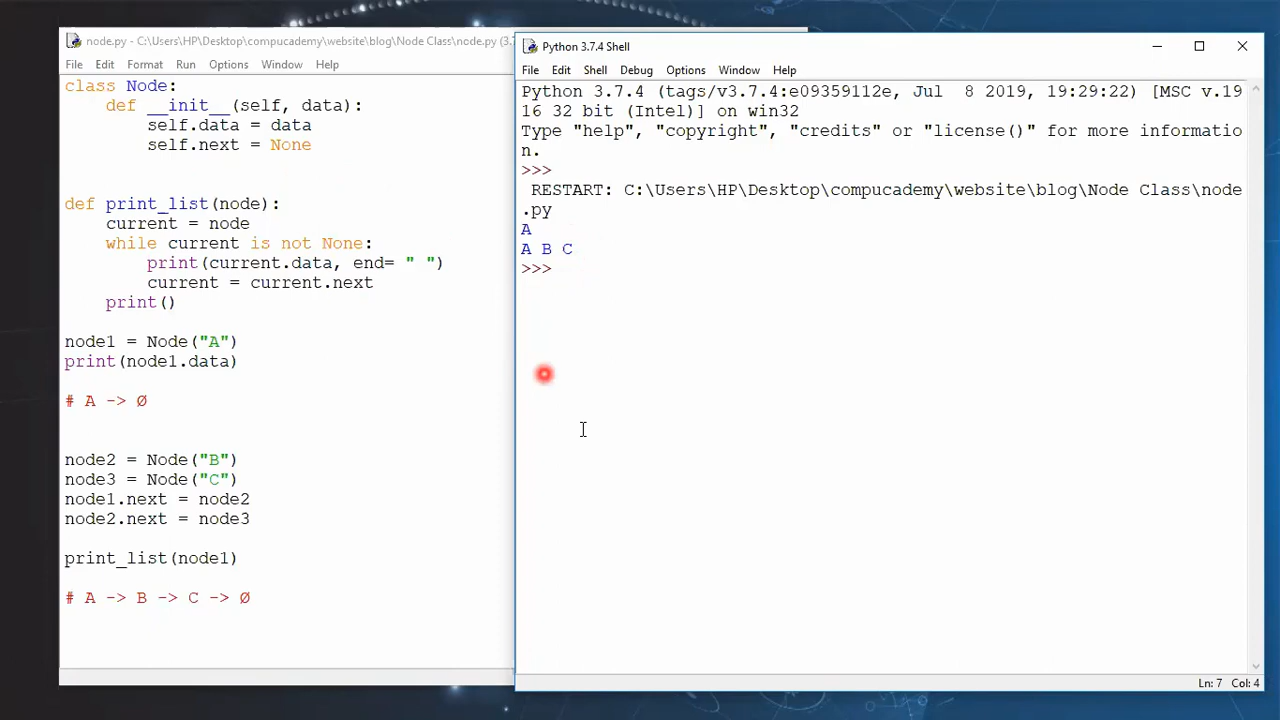 node.py - C:\Users\HP\Desktop\compucademy\website\blog\Node Class\node.py (3.7
File Edit Format Run Options Window Help
class Node:
    def __init__(self, data):
        self.data = data
        self.next = None
def print_list(node):
    current = node
    while current is not None:
        print(current.data, end= " ")
        current = current.next
    print()
node1 = Node("A")
print(node1.data)
# A -> Ø
node2 = Node("B")
node3 = Node("C")
node1.next = node2
node2.next = node3
print_list(node1)
# A -> B -> C -> Ø
Python 3.7.4 Shell
File Edit Shell Debug Options Window Help
Python 3.7.4 (tags/v3.7.4:e09359112e, Jul  8 2019, 19:29:22) [MSC v.19
16 32 bit (Intel)] on win32
Type "help", "copyright", "credits" or "license()" for more informatio
n.
>>>
 RESTART: C:\Users\HP\Desktop\compucademy\website\blog\Node Class\node
.py
A
A B C
>>>
Ln: 7 Col: 4